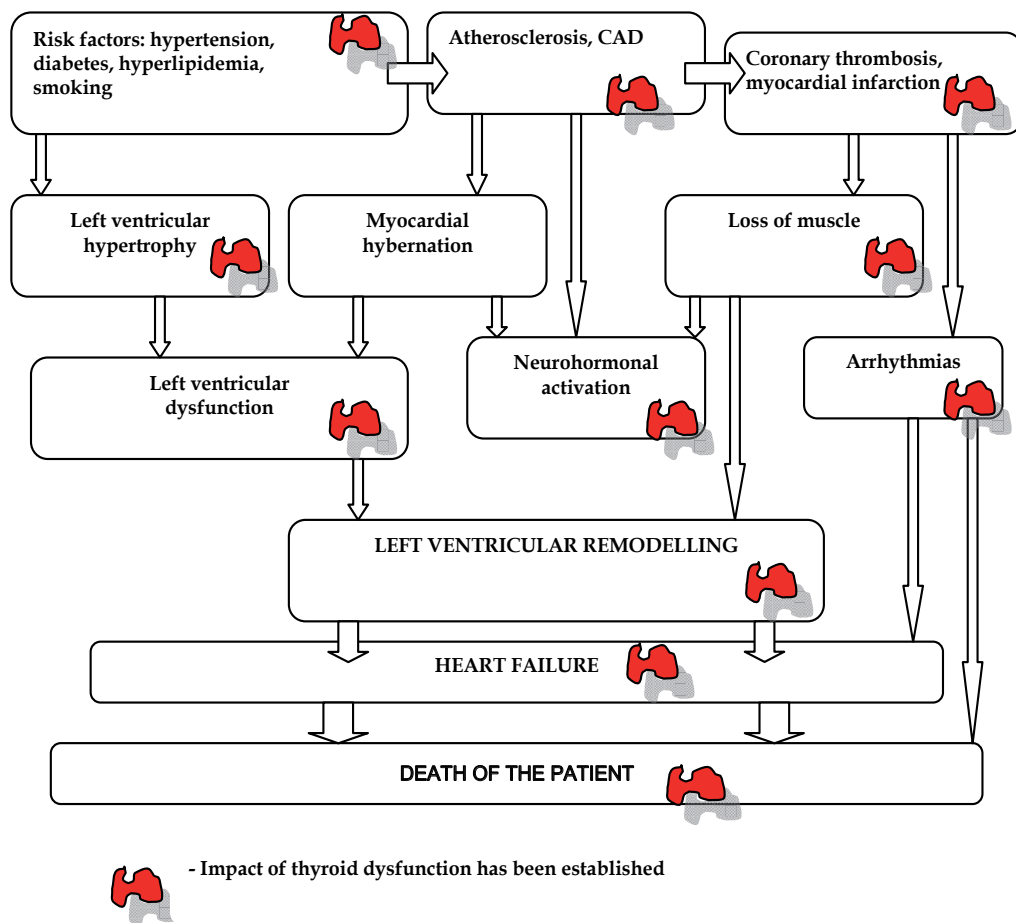 Risk factors: hypertension,
diabetes, hyperlipidemia,
smoking
Atherosclerosis, CAD
Coronary thrombosis,
myocardial infarction
Left ventricular
hypertrophy
Myocardial
hybernation
Loss of muscle
Left ventricular
dysfunction
Neurohormonal
activation
Arrhythmias
LEFT VENTRICULAR REMODELLING
HEART FAILURE
DEATH OF THE PATIENT
- Impact of thyroid dysfunction has been established